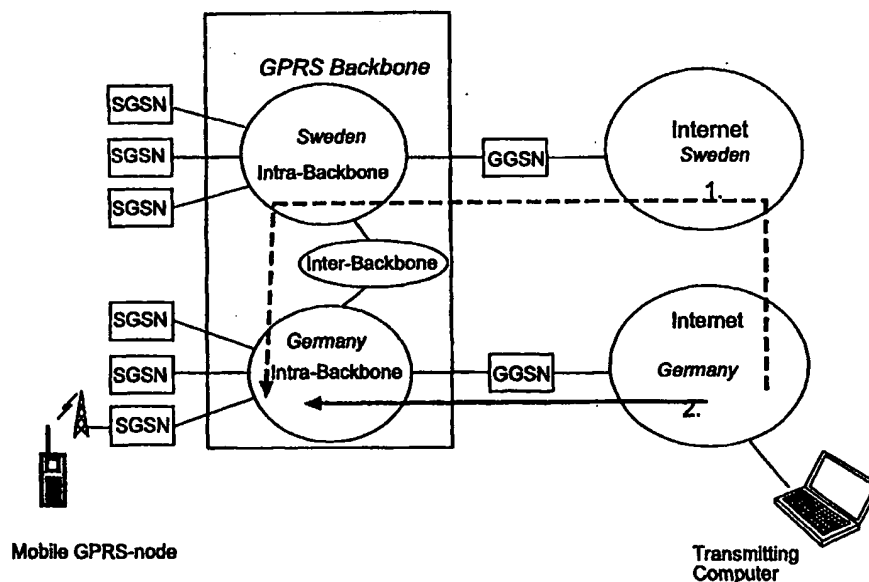 GPRS Backbone
SGSN
SGSN
SGSN
Sweden
Intra-Backbone
GGSN
Internet
Sweden
1.
Inter-Backbone
SGSN
SGSN
SGSN
Germany
Intra-Backbone
GGSN
Internet
Germany
2.
Mobile GPRS-node
Transmitting
Computer